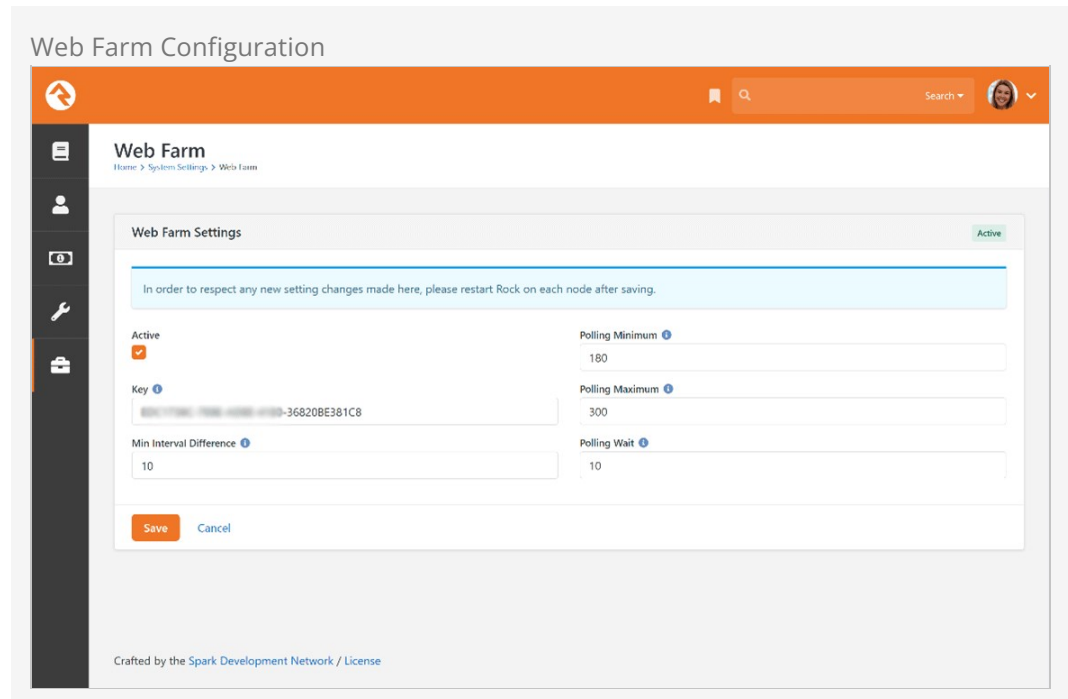 Web Farm Configuration
Search
Web Farm
Home > System Settings > Web Farm
Web Farm Settings
Active
In order to respect any new setting changes made here, please restart Rock on each node after saving.
Active
Key
-36820BE381C8
Min Interval Difference
10
Polling Minimum
180
Polling Maximum
300
Polling Wait
10
Save
Cancel
Crafted by the Spark Development Network / License